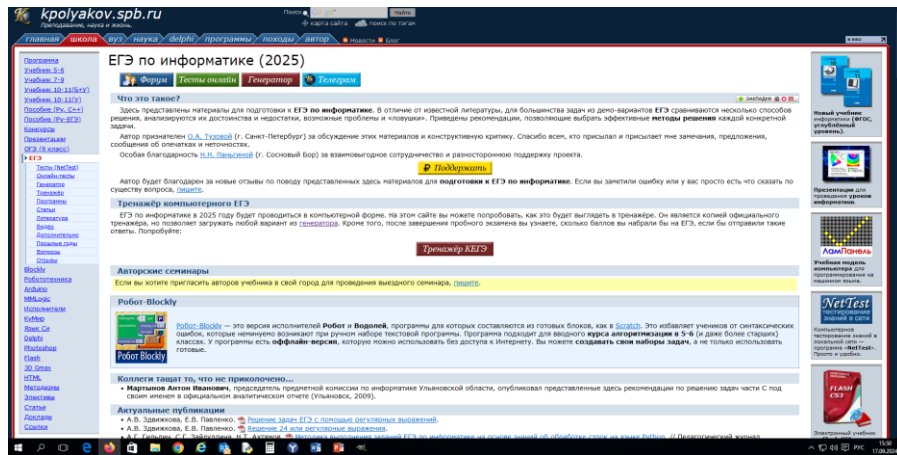 kpolyakov.spb.ru
Преподавание, наука и жизнь.
Поиск
Найти
карта сайта
поиск по тегам
главная
школа
вуз
наука
delphi
программы
походы
автор
Новости
Блог
Программа
Учебник 5-6
Учебник 7-9
Учебник 10-11(Б+У)
Учебник 10-11(У)
Пособие (Ру, C++)
Пособие (Ру-ЕГЭ)
Конкурсы
Презентации
ОГЭ (9 класс)
ЕГЭ
Тесты (NetTest)
Онлайн-тесты
Генератор
Тренажёр
Программы
Статьи
Литература
Видео
Дополнительно
Прошлые годы
Вопросы
Отзывы
Blockly
Робототехника
Arduino
MMLogic
Исполнители
КуМир
Язык Си
Delphi
Photoshop
Flash
3D Gmax
HTML
Методизмы
Элективы
Статьи
Доклады
Ссылки
ЕГЭ по информатике (2025)
Форум
Тесты онлайн
Генератор
Телеграм
Что это такое?
Здесь представлены материалы для подготовки к ЕГЭ по информатике. В отличие от известной литературы, для большинства задач из демо-вариантов ЕГЭ сравниваются несколько способов
решения, анализируются их достоинства и недостатки, возможные проблемы и «ловушки». Приведены рекомендации, позволяющие выбрать эффективные методы решения каждой конкретной
задачи.
Автор признателен О.А. Тузовой (г. Санкт-Петербург) за обсуждение этих материалов и конструктивную критику. Спасибо всем, кто присылал и присылает мне замечания, предложения,
сообщения об опечатках и неточностях.
Особая благодарность Н.Н. Паньгиной (г. Сосновый Бор) за взаимовыгодное сотрудничество и разностороннюю поддержку проекта.
₽ Поддержать
Автор будет благодарен за новые отзывы по поводу представленных здесь материалов для подготовки к ЕГЭ по информатике. Если вы заметили ошибку или у вас просто есть что сказать по
существу вопроса, пишите.
Тренажёр компьютерного ЕГЭ
ЕГЭ по информатике в 2025 году будет проводиться в компьютерной форме. На этом сайте вы можете попробовать, как это будет выглядеть в тренажёре. Он является копией официального
тренажёра, но позволяет загружать любой вариант из генератора. Кроме того, после завершения пробного экзамена вы узнаете, сколько баллов вы набрали бы на ЕГЭ, если бы отправили такие
ответы. Попробуйте:
Тренажёр КЕГЭ
Авторские семинары
Если вы хотите пригласить авторов учебника в свой город для проведения выездного семинара, пишите.
Робот-Blockly
Робот Blockly
Робот-Blockly — это версия исполнителей Робот и Водолей, программы для которых составляются из готовых блоков, как в Scratch. Это избавляет учеников от синтаксических
ошибок, которые неминуемо возникают при ручном наборе текстовой программы. Программа подходит для вводного курса алгоритмизации в 5-6 (и даже более старших)
классах. У программы есть оффлайн-версия, которую можно использовать без доступа к Интернету. Вы можете создавать свои наборы задач, а не только использовать
готовые.
Коллеги тащат то, что не приколочено...
• Мартынов Антон Иванович, председатель предметной комиссии по информатике Ульяновской области, опубликовал представленные здесь рекомендации по решению задач части С под
своим именем в официальном аналитическом отчете (Ульяновск, 2009).
Актуальные публикации
• А.В. Здвижкова, Е.В. Павленко. Решение задач ЕГЭ с помощью регулярных выражений.
• А.В. Здвижкова, Е.В. Павленко. Решение 24 или регулярные выражения.
Новый учебник
информатики (ФГОС,
углублённый
уровень).
Презентации для
проведения уроков
информатики.
ЛамПанель
Учебная модель
компьютера для
программирования на
машинном языке.
NetTest
тестирование
знаний в сети
Компьютерное
тестирование знаний в
локальной сети —
программа «NetTest».
Просто и удобно.
FLASH
CS3
Электронный учебник
РУС
15:50
17.09.2024